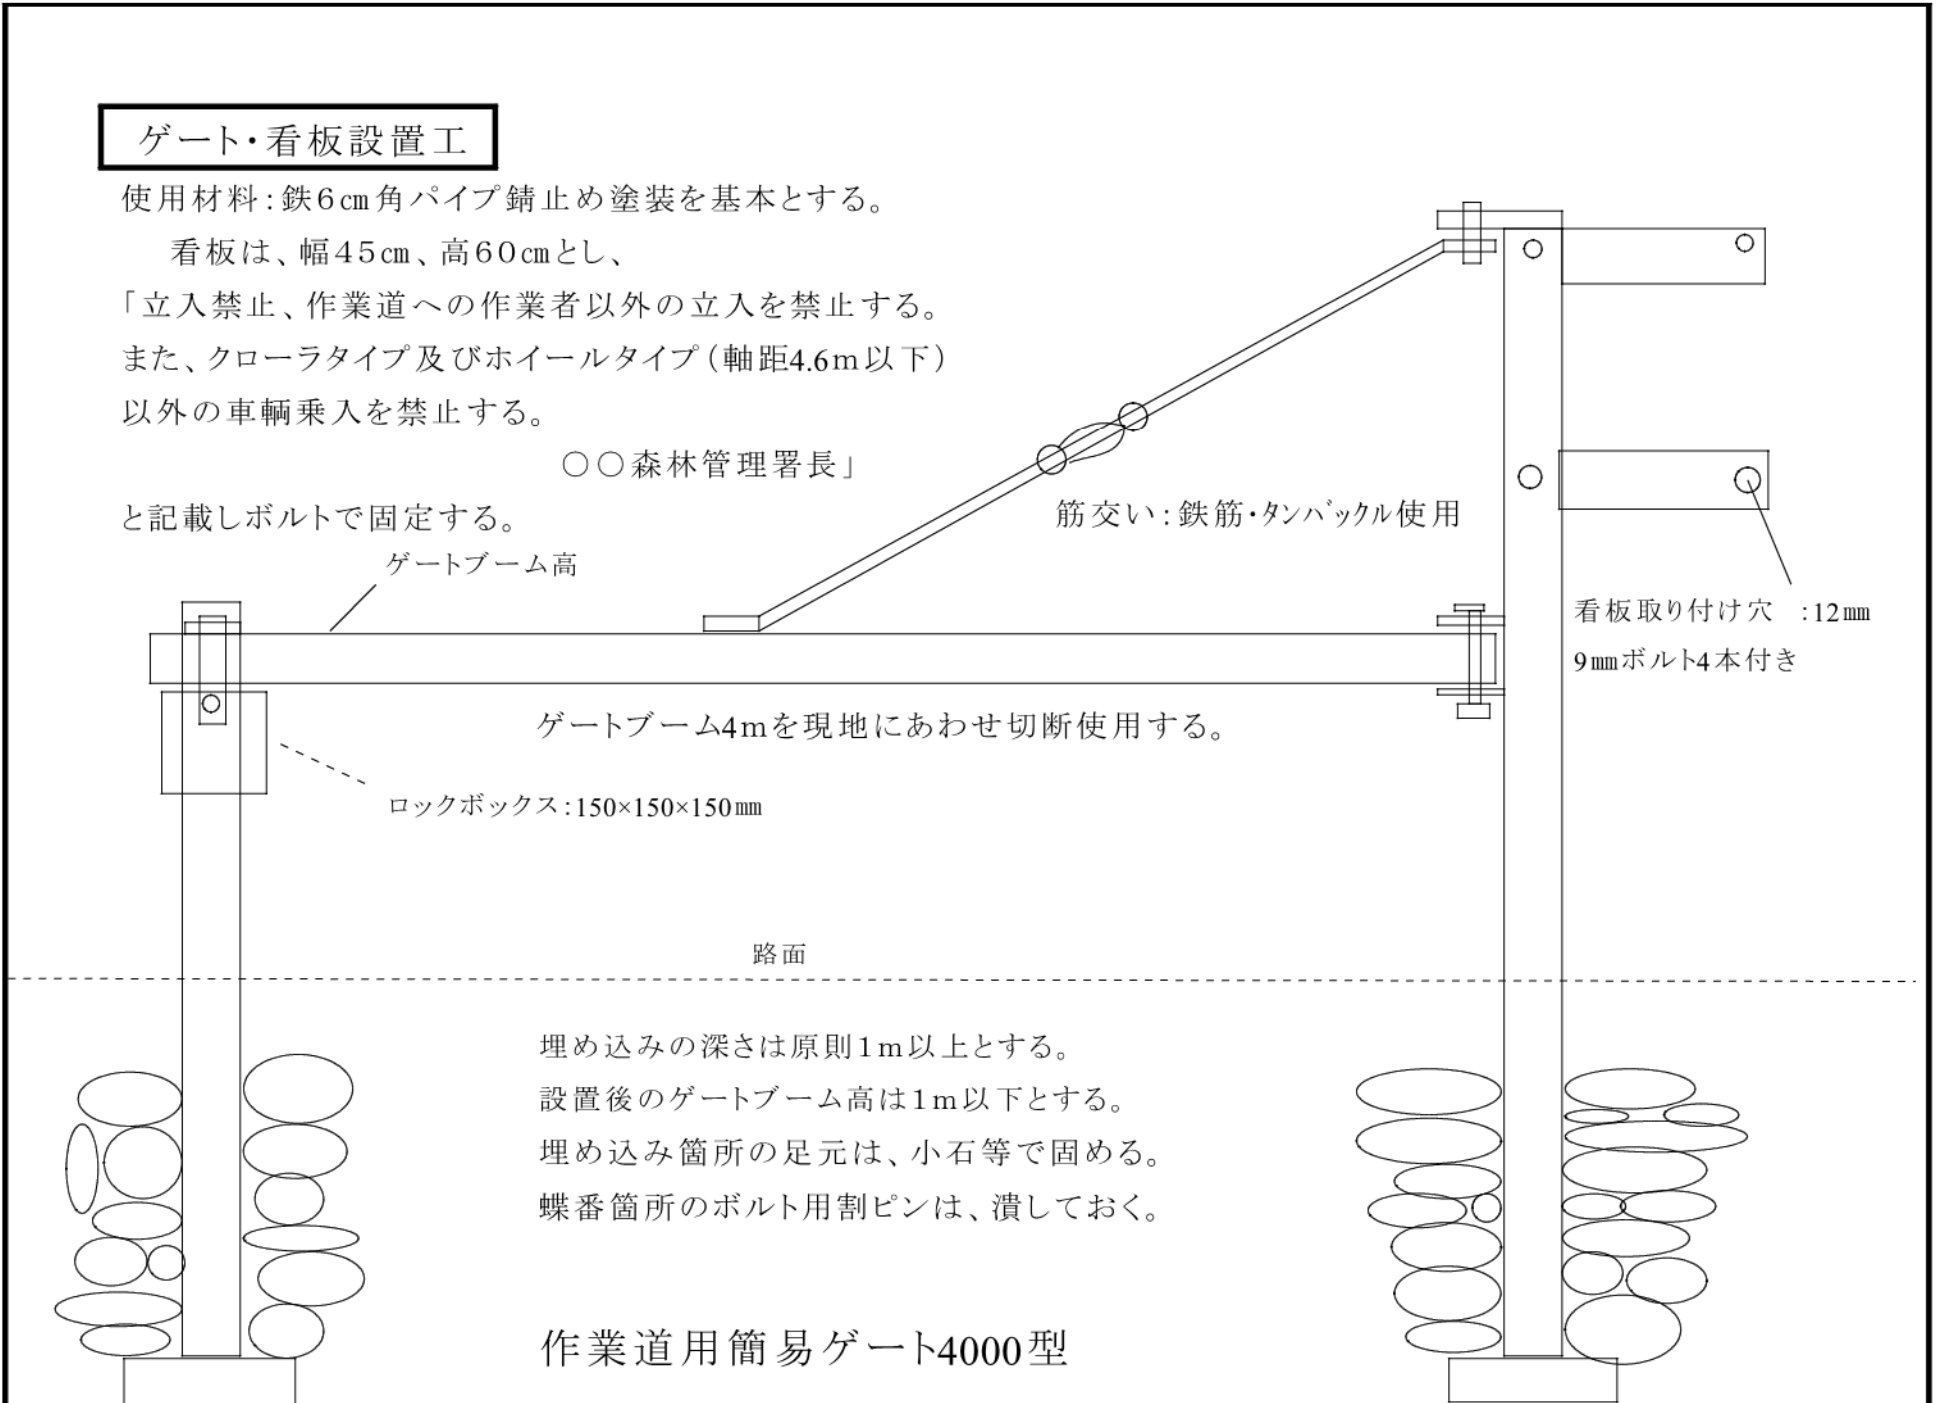 ゲート・看板設置工
使用材料：鉄6㎝角パイプ錆止め塗装を基本とする。
看板は、幅45㎝、高60㎝とし、
「立入禁止、作業道への作業者以外の立入を禁止する。
また、クローラタイプ及びホイールタイプ（軸距4.6ｍ以下）
以外の車輌乗入を禁止する。
○○森林管理署長」
と記載しボルトで固定する。
ゲートブーム高
筋交い：鉄筋・ﾀﾝﾊﾞｯｸﾙ使用
看板取り付け穴　：12㎜
9㎜ボルト4本付き
ゲートブーム4ｍを現地にあわせ切断使用する。
ロックボックス：150×150×150㎜
路面
埋め込みの深さは原則1ｍ以上とする。
設置後のゲートブーム高は1ｍ以下とする。
埋め込み箇所の足元は、小石等で固める。
蝶番箇所のボルト用割ピンは、潰しておく。
作業道用簡易ゲート4000型